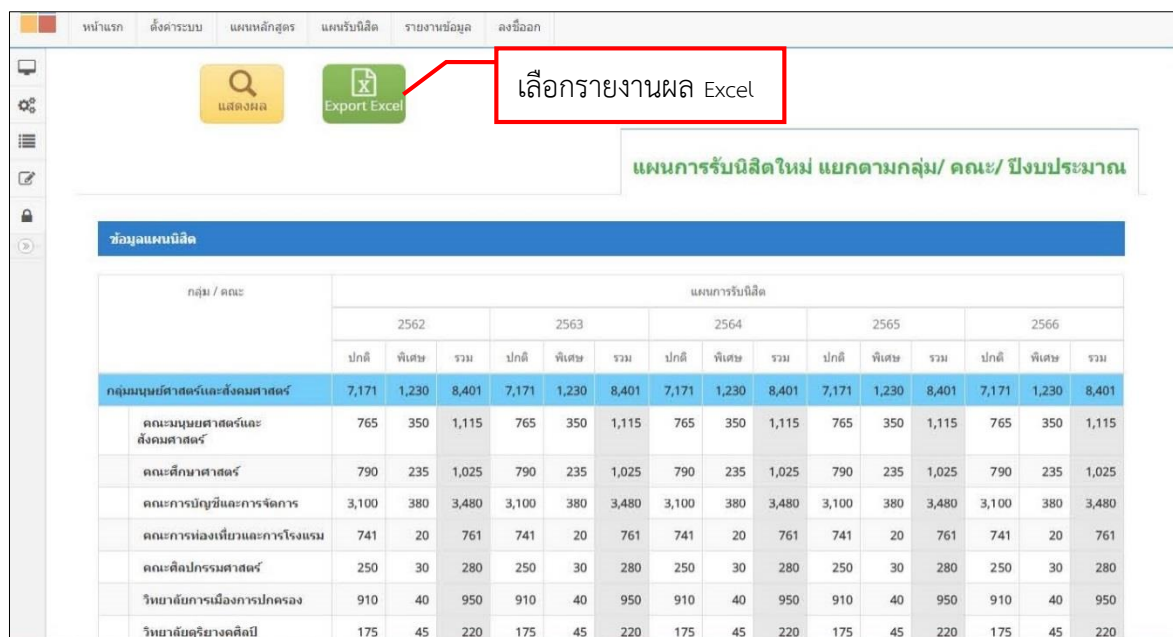 หน้าแรก ตั้งค่าระบบ แผนหลักสูตร แผนรับนิสิต รายงานข้อมูล ลงชื่อออก
แสดงผล Export Excel เลือกรายงานผล Excel
แผนการรับนิสิตใหม่ แยกตามกลุ่ม/ คณะ/ ปีงบประมาณ
ข้อมูลแผนนิสิต
กลุ่ม / คณะ แผนการรับนิสิต
2562 2563 2564 2565 2566
ปกติ พิเศษ รวม ปกติ พิเศษ รวม ปกติ พิเศษ รวม ปกติ พิเศษ รวม ปกติ พิเศษ รวม
กลุ่มมนุษย์ศาสตร์และสังคมศาสตร์ 7,171 1,230 8,401 7,171 1,230 8,401 7,171 1,230 8,401 7,171 1,230 8,401 7,171 1,230 8,401
คณะมนุษยศาสตร์และ 765 350 1,115 765 350 1,115 765 350 1,115 765 350 1,115 765 350 1,115
สังคมศาสตร์
คณะศึกษาศาสตร์ 790 235 1,025 790 235 1,025 790 235 1,025 790 235 1,025 790 235 1,025
คณะการบัญชีและการจัดการ 3,100 380 3,480 3,100 380 3,480 3,100 380 3,480 3,100 380 3,480 3,100 380 3,480
คณะการท่องเที่ยวและการโรงแรม 741 20 761 741 20 761 741 20 761 741 20 761 741 20 761
คณะศิลปกรรมศาสตร์ 250 30 280 250 30 280 250 30 280 250 30 280 250 30 280
วิทยาลัยการเมืองการปกครอง 910 40 950 910 40 950 910 40 950 910 40 950 910 40 950
วิทยาลัยดุริยางคศิลป์ 175 45 220 175 45 220 175 45 220 175 45 220 175 45 220